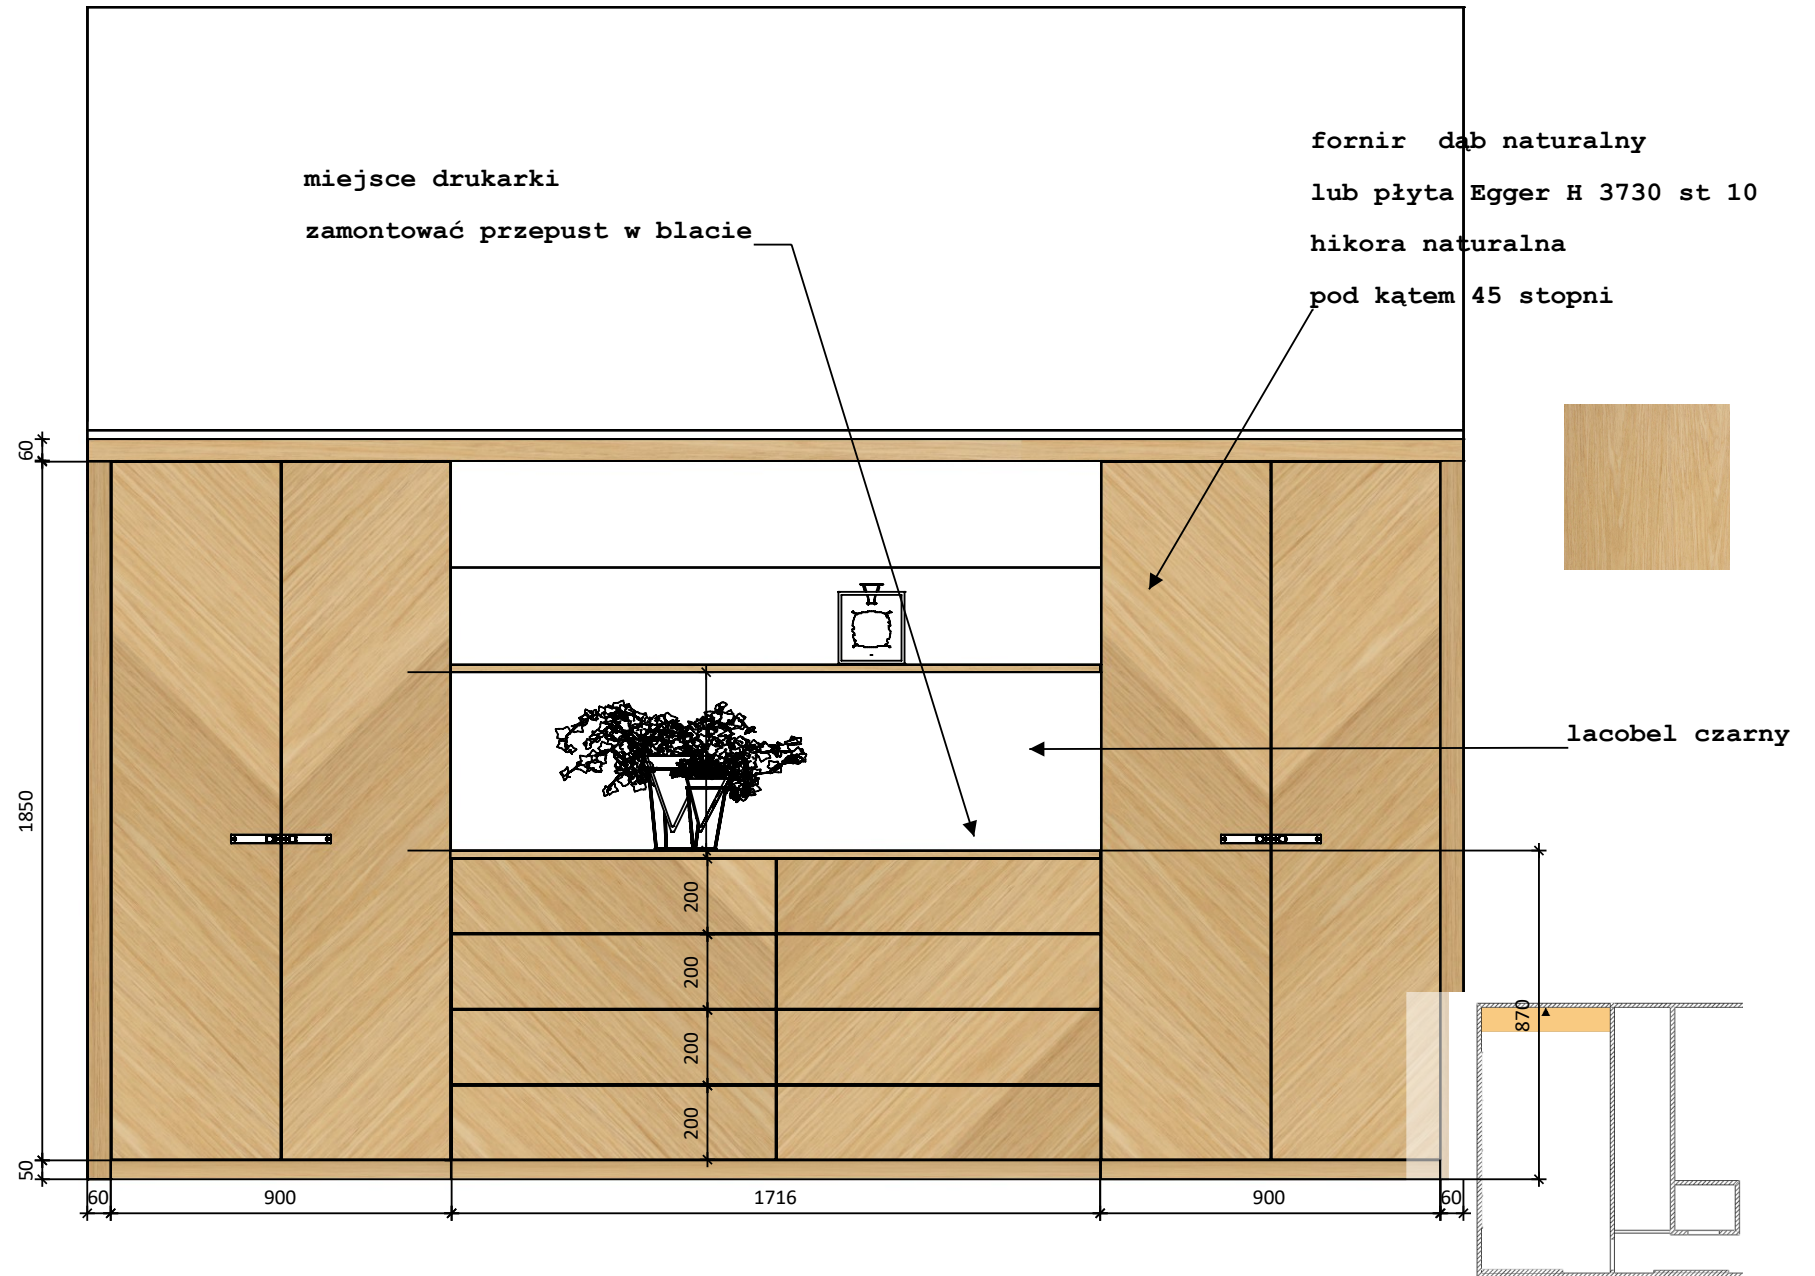 miejsce drukarki
zamontować przepust w blacie
fornir dąb naturalny
lub płyta Egger H 3730 st 10
hikora naturalna
pod kątem 45 stopni
lacobel czarny
60
1850
50
200
200
200
200
870
60
900
1716
900
60